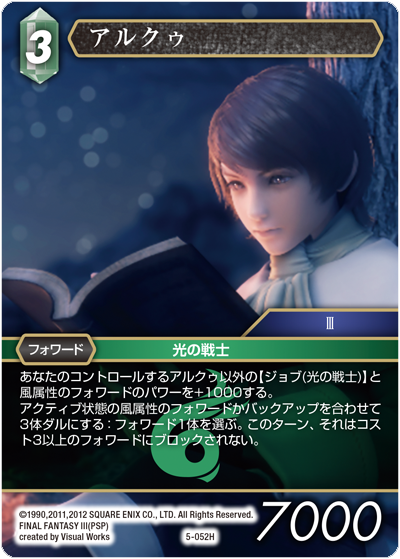 3
アルクゥ
III
フォワード
光の戦士
あなたのコントロールするアルクゥ以外の【ジョブ(光の戦士)】と
風属性のフォワードのパワーを+1000する。
アクティブ状態の風属性のフォワードかバックアップを合わせて
3体ダルにする：フォワード1体を選ぶ。このターン、それはコス
ト3以上のフォワードにブロックされない。
©1990,2011,2012 SQUARE ENIX CO., LTD. All Rights Reserved.
FINAL FANTASY III(PSP)
created by Visual Works
5-052H
7000